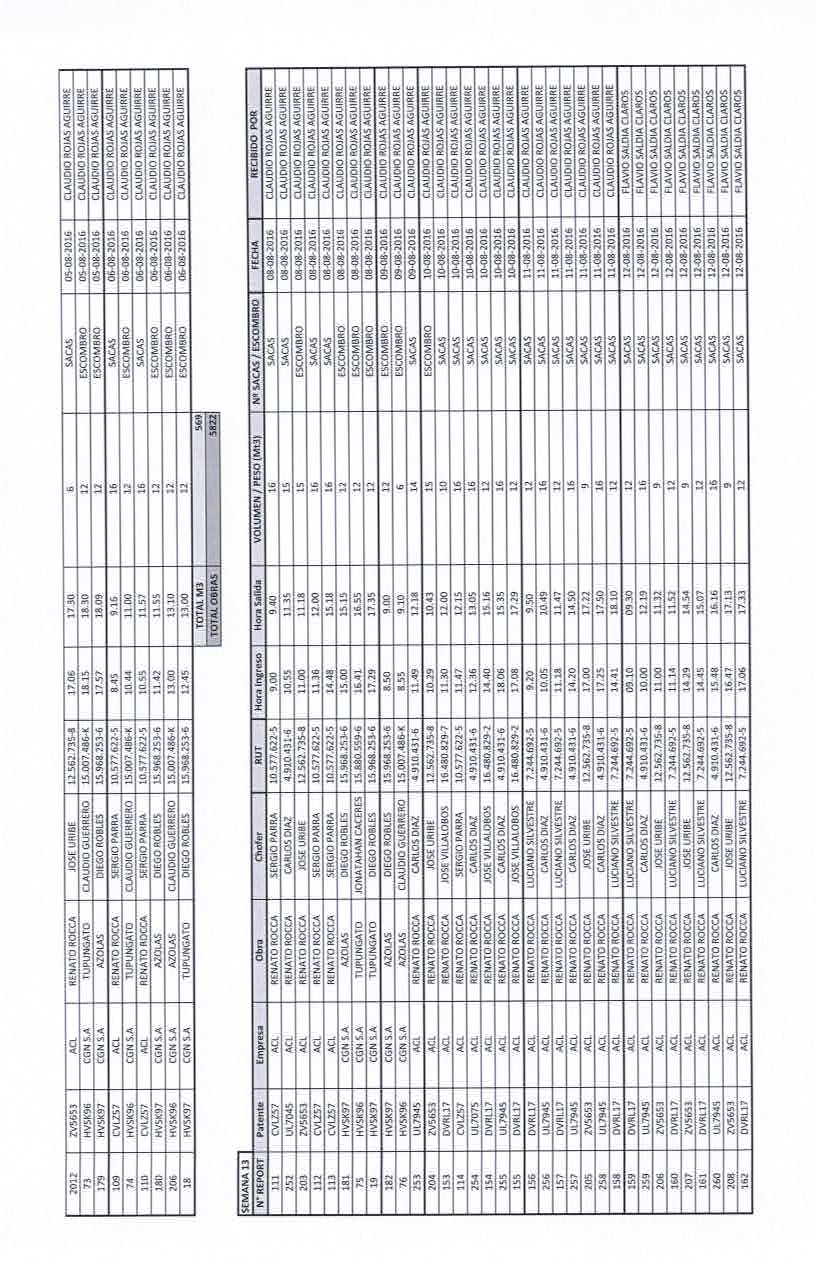 2012 ZV5653 ACL RENATO ROCCA JOSE URIBE 12.562.735-8 17.06 17.30 6 SACAS 05-08-2016 CLAUDIO ROJAS AGUIRRE
73 HVSK96 CGN S.A TUPUNGATO CLAUDIO GUERRERO 15.007.486-K 18.15 18.30 12 ESCOMBRO 05-08-2016 CLAUDIO ROJAS AGUIRRE
179 HVSK97 CGN S.A AZOLAS DIEGO ROBLES 15.968.253-6 17.57 18.09 12 ESCOMBRO 05-08-2016 CLAUDIO ROJAS AGUIRRE
109 CVLZ57 ACL RENATO ROCCA SERGIO PARRA 10.577.622-5 8.45 9.16 16 SACAS 06-08-2016 CLAUDIO ROJAS AGUIRRE
74 HVSK96 CGN S.A TUPUNGATO CLAUDIO GUERRERO 15.007.486-K 10.44 11.00 12 ESCOMBRO 06-08-2016 CLAUDIO ROJAS AGUIRRE
110 CVLZ57 ACL RENATO ROCCA SERGIO PARRA 10.577.622-5 10.55 11.57 16 SACAS 06-08-2016 CLAUDIO ROJAS AGUIRRE
180 HVSK97 CGN S.A AZOLAS DIEGO ROBLES 15.968.253-6 11.42 11.55 12 ESCOMBRO 06-08-2016 CLAUDIO ROJAS AGUIRRE
206 HVSK96 CGN S.A AZOLAS CLAUDIO GUERRERO 15.007.486-K 13.00 13.10 12 ESCOMBRO 06-08-2016 CLAUDIO ROJAS AGUIRRE
18 HVSK97 CGN S.A TUPUNGATO DIEGO ROBLES 15.968.253-6 12.45 13.00 12 ESCOMBRO 06-08-2016 CLAUDIO ROJAS AGUIRRE
TOTAL M3 569
TOTAL OBRAS 5822
SEMANA 13
N° REPORT Patente Empresa Obra Chofer RUT Hora Ingreso Hora Salida VOLUMEN / PESO (Mt3) Nº SACAS / ESCOMBRO FECHA RECIBIDO POR
111 CVLZ57 ACL RENATO ROCCA SERGIO PARRA 10.577.622-5 9.00 9.40 16 SACAS 08-08-2016 CLAUDIO ROJAS AGUIRRE
252 UL7045 ACL RENATO ROCCA CARLOS DIAZ 4.910.431-6 10.55 11.35 15 SACAS 08-08-2016 CLAUDIO ROJAS AGUIRRE
203 ZV5653 ACL RENATO ROCCA JOSE URIBE 12.562.735-8 11.00 11.18 15 ESCOMBRO 08-08-2016 CLAUDIO ROJAS AGUIRRE
112 CVLZ57 ACL RENATO ROCCA SERGIO PARRA 10.577.622-5 11.36 12.00 16 SACAS 08-08-2016 CLAUDIO ROJAS AGUIRRE
113 CVLZ57 ACL RENATO ROCCA SERGIO PARRA 10.577.622-5 14.48 15.18 16 SACAS 08-08-2016 CLAUDIO ROJAS AGUIRRE
181 HVSK97 CGN S.A AZOLAS DIEGO ROBLES 15.968.253-6 15.00 15.15 12 ESCOMBRO 08-08-2016 CLAUDIO ROJAS AGUIRRE
75 HVSK96 CGN S.A TUPUNGATO JONATAHAN CACERES 15.880.559-6 16.41 16.55 12 ESCOMBRO 08-08-2016 CLAUDIO ROJAS AGUIRRE
19 HVSK97 CGN S.A TUPUNGATO DIEGO ROBLES 15.968.253-6 17.29 17.35 12 ESCOMBRO 08-08-2016 CLAUDIO ROJAS AGUIRRE
182 HVSK97 CGN S.A AZOLAS DIEGO ROBLES 15.968.253-6 8.50 9.00 12 ESCOMBRO 09-08-2016 CLAUDIO ROJAS AGUIRRE
76 HVSK96 CGN S.A AZOLAS CLAUDIO GUERRERO 15.007.486-K 8.55 9.10 6 ESCOMBRO 09-08-2016 CLAUDIO ROJAS AGUIRRE
253 UL7945 ACL RENATO ROCCA CARLOS DIAZ 4.910.431-6 11.49 12.18 14 SACAS 09-08-2016 CLAUDIO ROJAS AGUIRRE
204 ZV5653 ACL RENATO ROCCA JOSE URIBE 12.562.735-8 10.29 10.43 15 ESCOMBRO 10-08-2016 CLAUDIO ROJAS AGUIRRE
153 DVRL17 ACL RENATO ROCCA JOSE VILLALOBOS 16.480.829-7 11.30 12.00 10 SACAS 10-08-2016 CLAUDIO ROJAS AGUIRRE
114 CVLZ57 ACL RENATO ROCCA SERGIO PARRA 10.577.622-5 11.47 12.15 16 SACAS 10-08-2016 CLAUDIO ROJAS AGUIRRE
254 UL7075 ACL RENATO ROCCA CARLOS DIAZ 4.910.431-6 12.36 13.05 16 SACAS 10-08-2016 CLAUDIO ROJAS AGUIRRE
154 DVRL17 ACL RENATO ROCCA JOSE VILLALOBOS 16.480.829-2 14.40 15.16 12 SACAS 10-08-2016 CLAUDIO ROJAS AGUIRRE
255 UL7945 ACL RENATO ROCCA CARLOS DIAZ 4.910.431-6 18.06 15.35 16 SACAS 10-08-2016 CLAUDIO ROJAS AGUIRRE
155 DVRL17 ACL RENATO ROCCA JOSE VILLALOBOS 16.480.829-2 17.08 17.29 12 SACAS 10-08-2016 CLAUDIO ROJAS AGUIRRE
156 DVRL17 ACL RENATO ROCCA LUCIANO SILVESTRE 7.244.692-5 9.20 9.50 12 SACAS 11-08-2016 CLAUDIO ROJAS AGUIRRE
256 UL7945 ACL RENATO ROCCA CARLOS DIAZ 4.910.431-6 10.05 10.49 16 SACAS 11-08-2016 CLAUDIO ROJAS AGUIRRE
157 DVRL17 ACL RENATO ROCCA LUCIANO SILVESTRE 7.244.692-5 11.18 11.47 12 SACAS 11-08-2016 CLAUDIO ROJAS AGUIRRE
257 UL7945 ACL RENATO ROCCA CARLOS DIAZ 4.910.431-6 14.20 14.50 16 SACAS 11-08-2016 CLAUDIO ROJAS AGUIRRE
205 ZV5653 ACL RENATO ROCCA JOSE URIBE 12.562.735-8 17.00 17.22 9 SACAS 11-08-2016 CLAUDIO ROJAS AGUIRRE
258 UL7945 ACL RENATO ROCCA CARLOS DIAZ 4.910.431-6 17.25 17.50 16 SACAS 11-08-2016 CLAUDIO ROJAS AGUIRRE
158 DVRL17 ACL RENATO ROCCA LUCIANO SILVESTRE 7.244.692-5 14.41 18.10 12 SACAS 11-08-2016 CLAUDIO ROJAS AGUIRRE
159 DVRL17 ACL RENATO ROCCA LUCIANO SILVESTRE 7.244.692-5 09.10 09.30 12 SACAS 12-08-2016 FLAVIO SALDIA CLAROS
259 UL7945 ACL RENATO ROCCA CARLOS DIAZ 4.910.431-6 10.00 12.19 16 SACAS 12-08-2016 FLAVIO SALDIA CLAROS
206 ZV5653 ACL RENATO ROCCA JOSE URIBE 12.562.735-8 11.00 11.32 9 SACAS 12-08-2016 FLAVIO SALDIA CLAROS
160 DVRL17 ACL RENATO ROCCA LUCIANO SILVESTRE 7.244.692-5 11.14 11.52 12 SACAS 12-08-2016 FLAVIO SALDIA CLAROS
207 ZV5653 ACL RENATO ROCCA JOSE URIBE 12.562.735-8 14.29 14.54 9 SACAS 12-08-2016 FLAVIO SALDIA CLAROS
161 DVRL17 ACL RENATO ROCCA LUCIANO SILVESTRE 7.244.692-5 14.45 15.07 12 SACAS 12-08-2016 FLAVIO SALDIA CLAROS
260 UL7945 ACL RENATO ROCCA CARLOS DIAZ 4.910.431-6 15.48 16.16 16 SACAS 12-08-2016 FLAVIO SALDIA CLAROS
208 ZV5653 ACL RENATO ROCCA JOSE URIBE 12.562.735-8 16.47 17.13 9 SACAS 12-08-2016 FLAVIO SALDIA CLAROS
162 DVRL17 ACL RENATO ROCCA LUCIANO SILVESTRE 7.244.692-5 17.06 17.33 12 SACAS 12-08-2016 FLAVIO SALDIA CLAROS